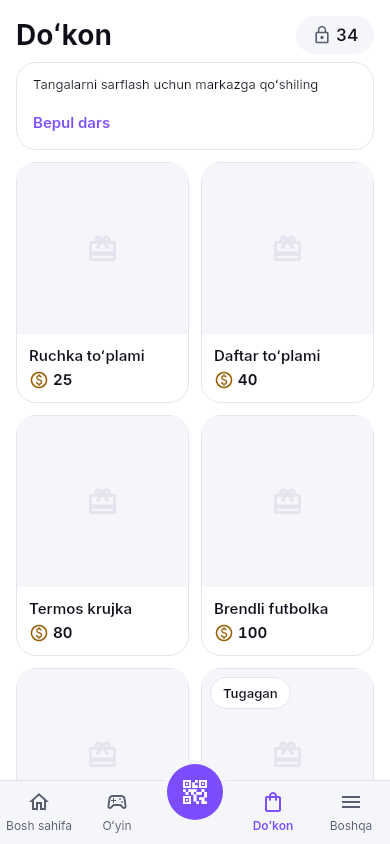 Doʻkon
34
Tangalarni sarflash uchun markazga qoʻshiling
Bepul dars
Ruchka toʻplami
25
Daftar toʻplami
40
Termos krujka
80
Brendli futbolka
100
Tugagan
Bosh sahifa
Oʻyin
Doʻkon
Boshqa